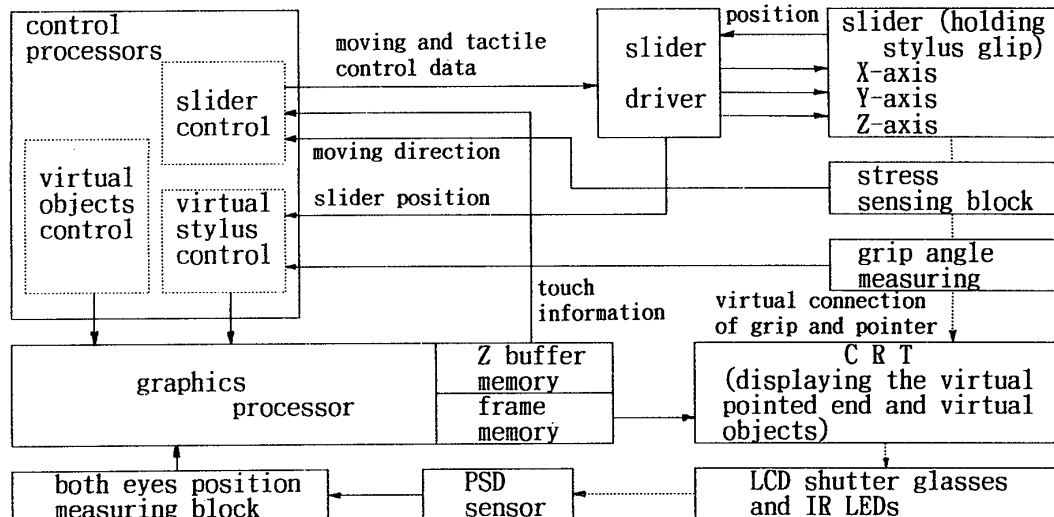 control
processors
slider
control
virtual
objects
control
virtual
stylus
control
moving and tactile
control data
moving direction
slider position
slider
driver
position
slider (holding
stylus glip)
X-axis
Y-axis
Z-axis
stress
sensing block
grip angle
measuring
touch
information
virtual connection
of grip and pointer
graphics
processor
Z buffer
memory
frame
memory
C R T
(displaying the virtual
pointed end and virtual
objects)
both eyes position
measuring block
PSD
sensor
LCD shutter glasses
and IR LEDs